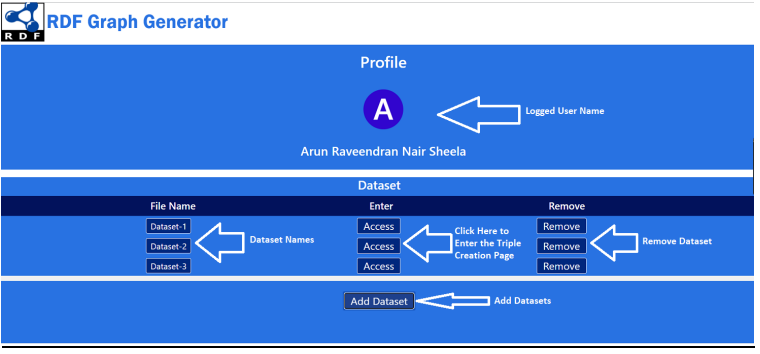 RDF
RDF Graph Generator
Profile
A
Logged User Name
Arun Raveendran Nair Sheela
Dataset
File Name Enter Remove
Dataset-1 Access Remove
Dataset-2 Access Remove
Dataset-3 Access Remove
Dataset Names
Click Here to
Enter the Triple
Creation Page
Remove Dataset
Add Dataset
Add Datasets